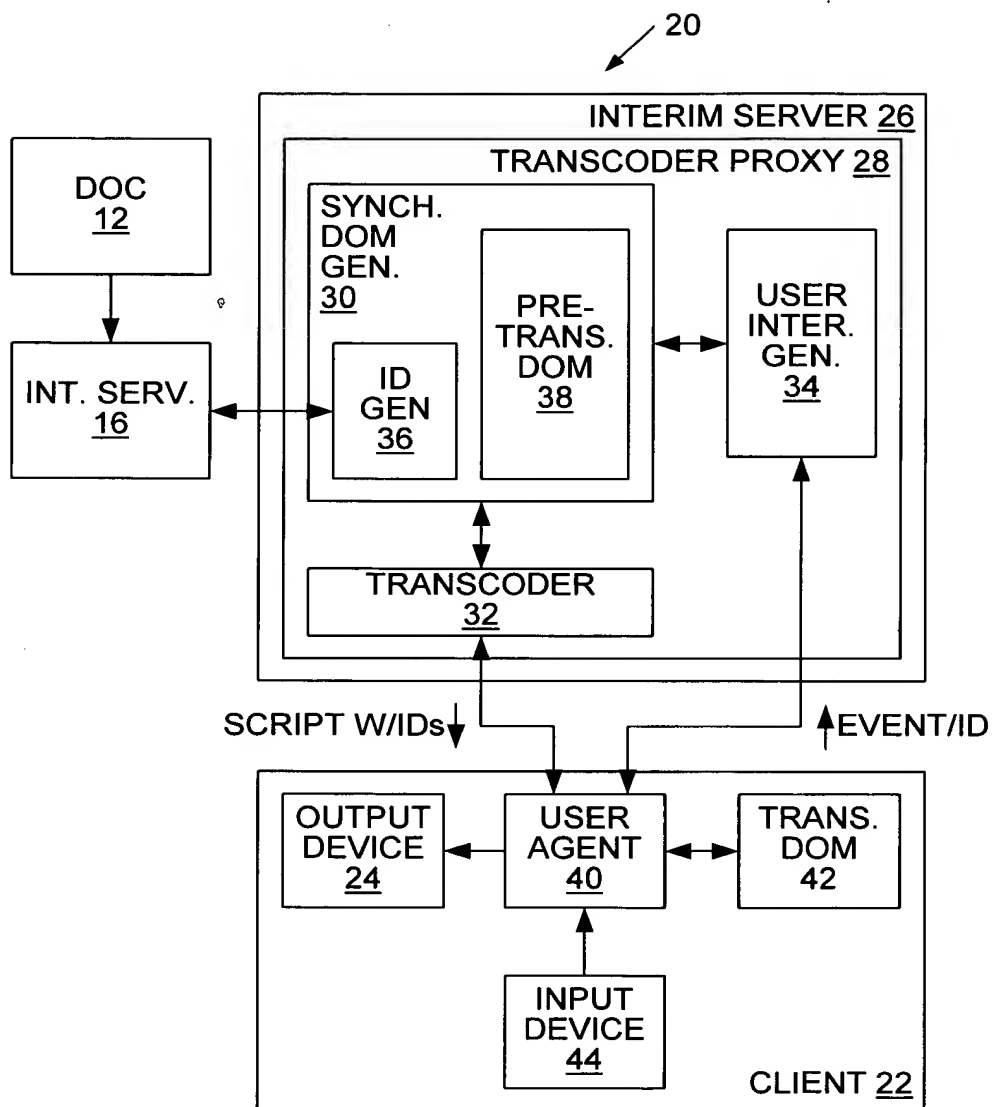 20
INTERIM SERVER 26
TRANSCODER PROXY 28
DOC
12
SYNCH.
DOM
GEN.
30
PRE-
TRANS.
DOM
38
USER
INTER.
GEN.
34
INT. SERV.
16
ID
GEN
36
TRANSCODER
32
SCRIPT W/IDs
EVENT/ID
OUTPUT
DEVICE
24
USER
AGENT
40
TRANS.
DOM
42
INPUT
DEVICE
44
CLIENT 22